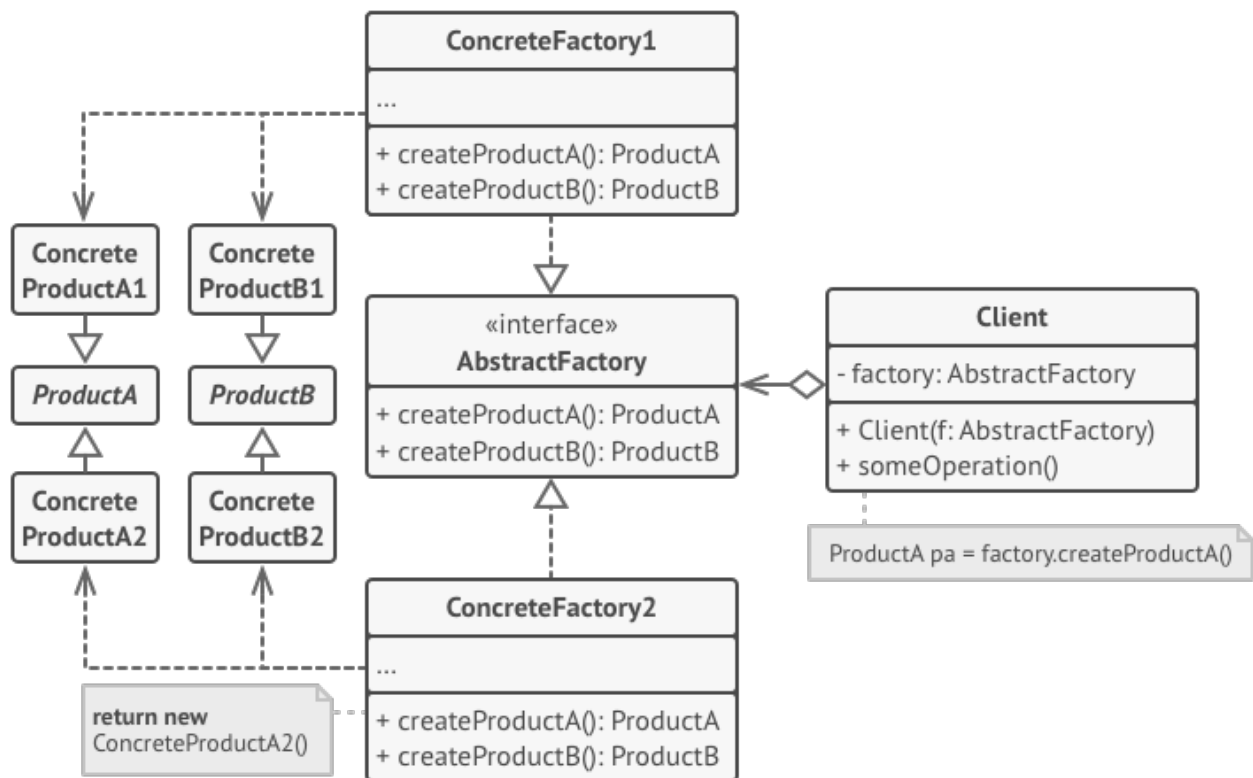 ConcreteFactory1
...
+ createProductA(): ProductA
+ createProductB(): ProductB
Concrete
ProductA1
Concrete
ProductB1
ProductA
ProductB
Concrete
ProductA2
Concrete
ProductB2
«interface»
AbstractFactory
+ createProductA(): ProductA
+ createProductB(): ProductB
Client
- factory: AbstractFactory
+ Client(f: AbstractFactory)
+ someOperation()
ProductA pa = factory.createProductA()
ConcreteFactory2
...
+ createProductA(): ProductA
+ createProductB(): ProductB
return new
ConcreteProductA2()